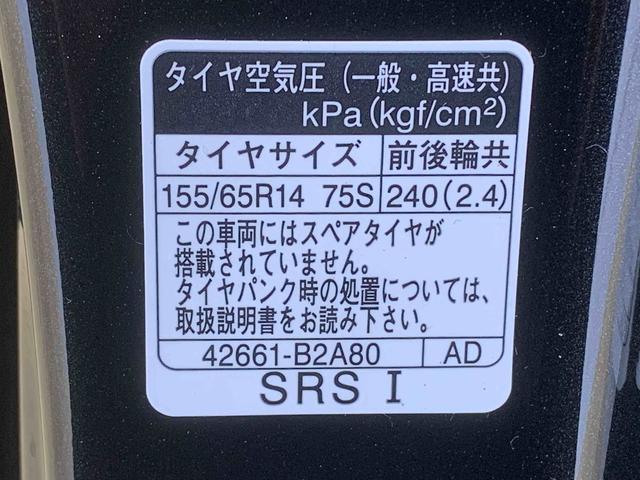 タイヤ空気圧 (一般・高速共)
kPa(kgf/cm²)
タイヤサイズ 前後輪共
155/65R14 75S 240(2.4)
この車両にはスペアタイヤが
搭載されていません。
タイヤパンク時の処置については、
取扱説明書をお読み下さい。
42661-B2A80 AD
SRS I